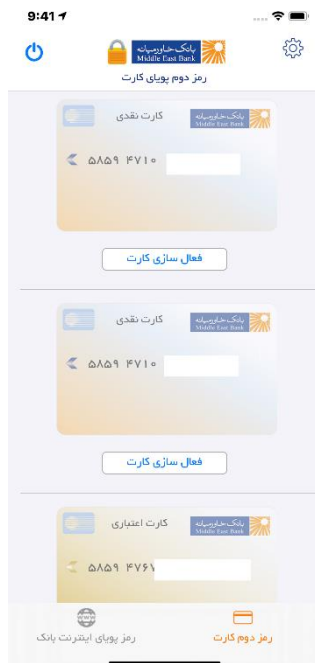 9:41
بانک خاورمیانه
Middle East Bank
رمز دوم پویای کارت
کارت نقدی
بانک خاورمیانه
Middle East Bank
۵۸۵۹ ۴۷۱۰
فعال سازی کارت
کارت نقدی
بانک خاورمیانه
Middle East Bank
۵۸۵۹ ۴۷۱۰
فعال سازی کارت
کارت اعتباری
بانک خاورمیانه
Middle East Bank
۵۸۵۹ ۴۷۶۷
رمز دوم کارت
رمز پویای اینترنت بانک